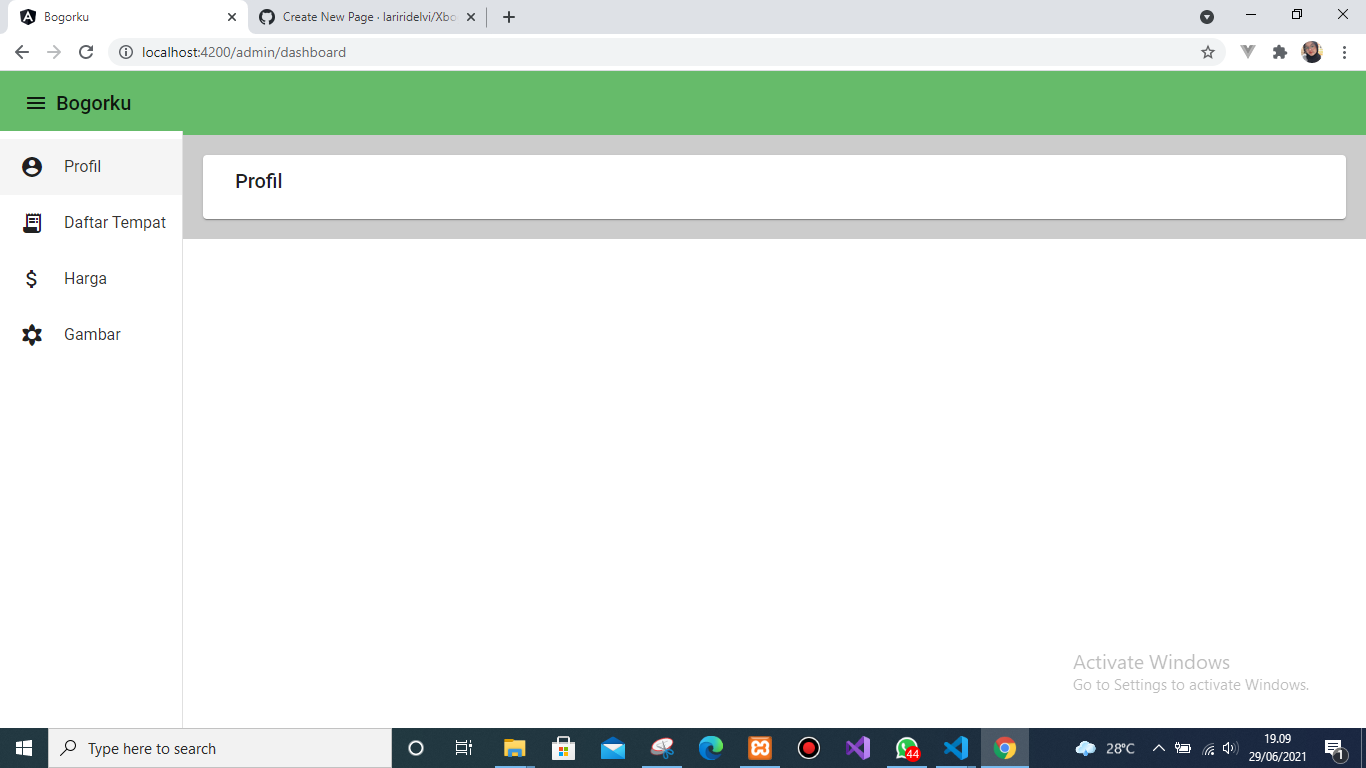 Bogorku
Create New Page · lariridelvi/Xbo
localhost:4200/admin/dashboard
Bogorku
Profil
Profil
Daftar Tempat
$ Harga
Gambar
Activate Windows
Go to Settings to activate Windows.
Type here to search
44
28°C
19.09
29/06/2021
1